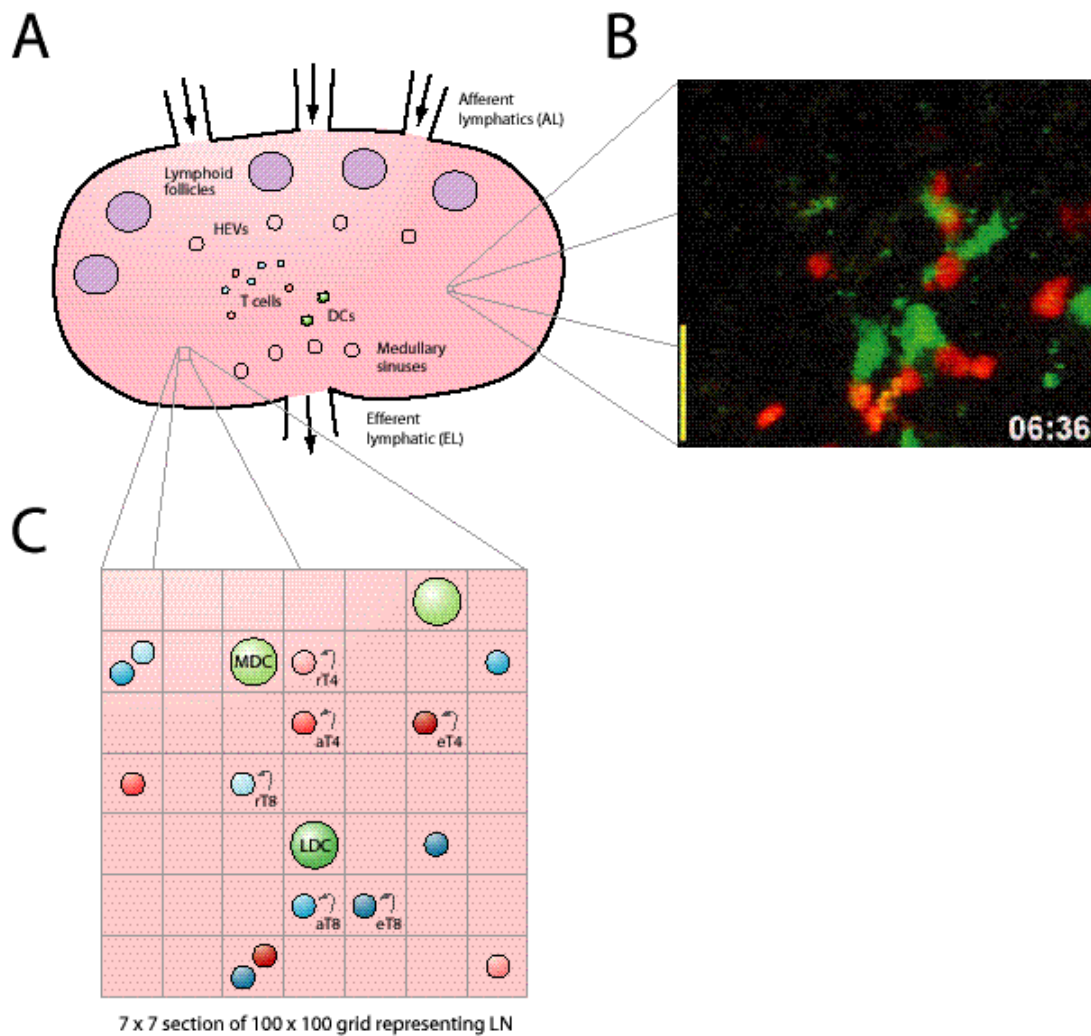 A
B
Afferent
lymphatics (AL)
Lymphoid
follicles
HEVs
T cells
DCs
Medullary
sinuses
Efferent
lymphatic (EL)
06:36
C
MDC
rT4
aT4
eT4
rT8
LDC
aT8
eT8
7 x 7 section of 100 x 100 grid representing LN